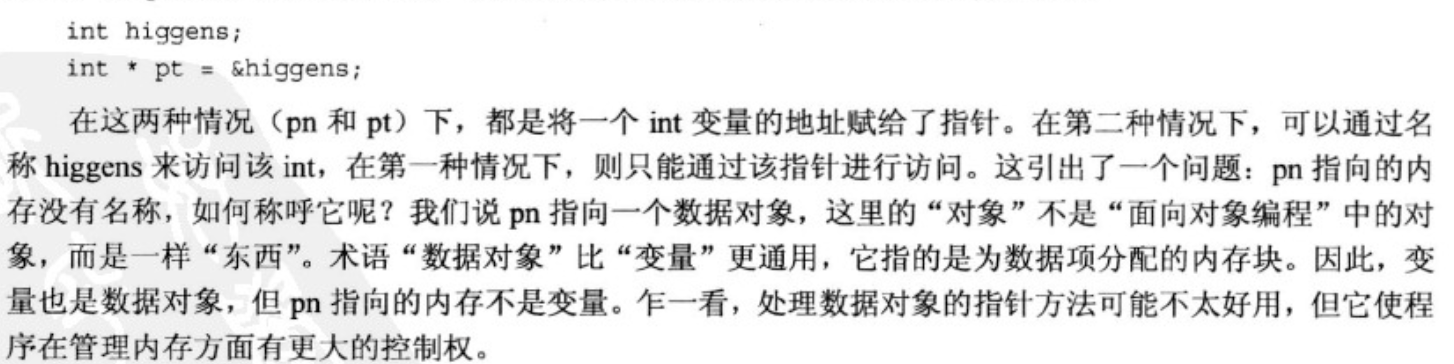 int higgens;
int * pt = &higgens;
在这两种情况（pn 和 pt）下，都是将一个 int 变量的地址赋给了指针。在第二种情况下，可以通过名
称 higgens 来访问该 int，在第一种情况下，则只能通过该指针进行访问。这引出了一个问题：pn 指向的内
存没有名称，如何称呼它呢？我们说 pn 指向一个数据对象，这里的“对象”不是“面向对象编程”中的对
象，而是一样“东西”。术语“数据对象”比“变量”更通用，它指的是为数据项分配的内存块。因此，变
量也是数据对象，但 pn 指向的内存不是变量。乍一看，处理数据对象的指针方法可能不太好用，但它使程
序在管理内存方面有更大的控制权。